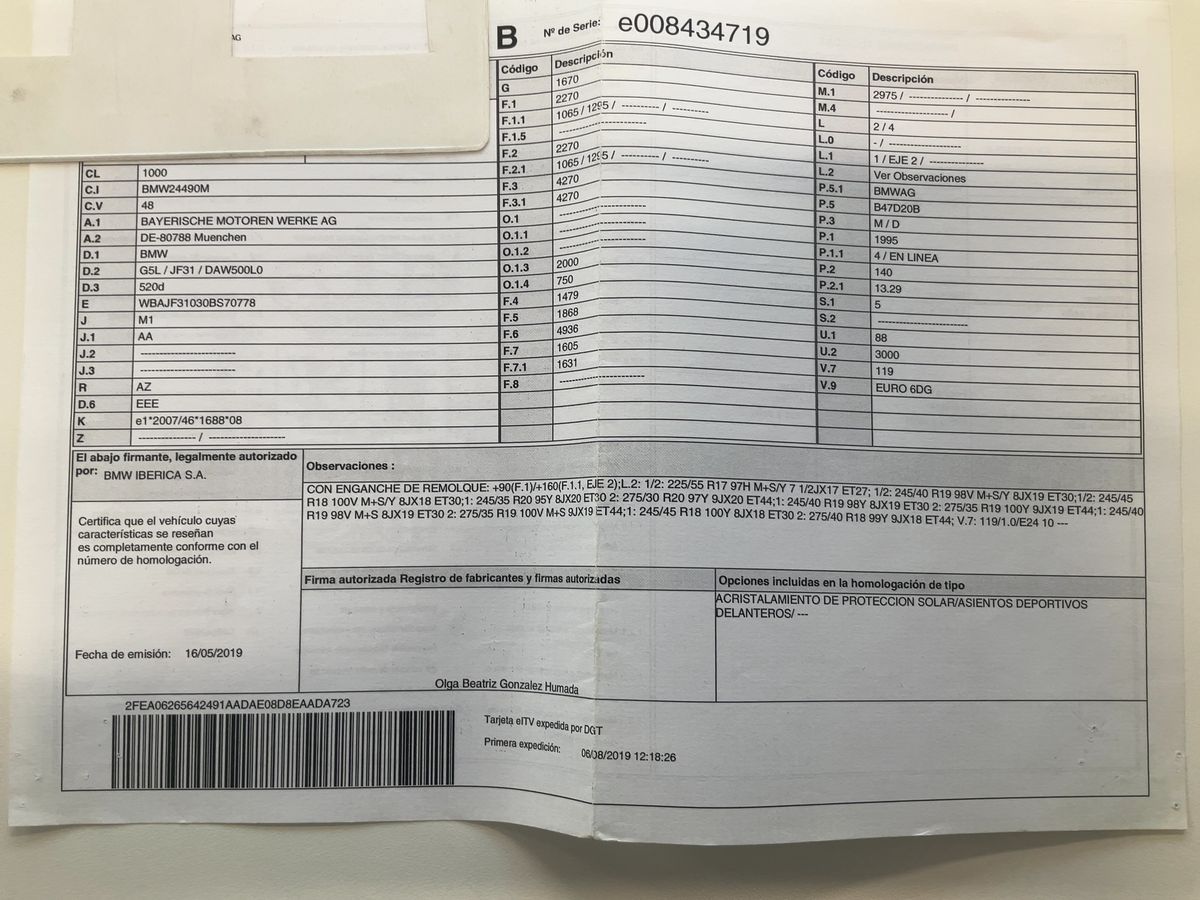 AG
B Nº de Serie: e008434719
Código Descripción
G 1670
F.1 2270
F.1.1 1065 / 1295 / ---------- / ---------
F.1.5 ---------------------
F.2 2270
F.2.1 1065 / 1295 / ---------- / ---------
F.3 4270
F.3.1 4270
O.1 ---------------------
O.1.1 ---------------------
O.1.2 ---------------------
O.1.3 2000
O.1.4 750
F.4 1479
F.5 1868
F.6 4936
F.7 1605
F.7.1 1631
F.8 ---------------------
Código Descripción
M.1 2975 / ------------- / -------------
M.4 ----------------- /
L 2 / 4
L.0 - / -----------------
L.1 1 / EJE 2 / -------------
L.2 Ver Observaciones
P.5.1 BMWAG
P.5 B47D20B
P.3 M / D
P.1 1995
P.1.1 4 / EN LINEA
P.2 140
P.2.1 13.29
S.1 5
S.2 ---------------------
U.1 88
U.2 3000
V.7 119
V.9 EURO 6DG
CL 1000
C.I BMW24490M
C.V 48
A.1 BAYERISCHE MOTOREN WERKE AG
A.2 DE-80788 Muenchen
D.1 BMW
D.2 G5L / JF31 / DAW500L0
D.3 520d
E WBAJF31030BS70778
J M1
J.1 AA
J.2 -----------------------
J.3 -----------------------
R AZ
D.6 EEE
K e1*2007/46*1688*08
Z -------------- / ------------------
El abajo firmante, legalmente autorizado
por: BMW IBERICA S.A.
Certifica que el vehículo cuyas
características se reseñan
es completamente conforme con el
número de homologación.
Fecha de emisión: 16/05/2019
Observaciones :
CON ENGANCHE DE REMOLQUE: +90(F.1)/+160(F.1.1, EJE 2);L.2: 1/2: 225/55 R17 97H M+S/Y 7 1/2JX17 ET27; 1/2: 245/40 R19 98V M+S/Y 8JX19 ET30;1/2: 245/45
R18 100V M+S/Y 8JX18 ET30;1: 245/35 R20 95Y 8JX20 ET30 2: 275/30 R20 97Y 9JX20 ET44;1: 245/40 R19 98Y 8JX19 ET30 2: 275/35 R19 100Y 9JX19 ET44;1: 245/40
R19 98V M+S 8JX19 ET30 2: 275/35 R19 100V M+S 9JX19 ET44;1: 245/45 R18 100Y 8JX18 ET30 2: 275/40 R18 99Y 9JX18 ET44; V.7: 119/1.0/E24 10 ---
Firma autorizada Registro de fabricantes y firmas autorizadas
Olga Beatriz Gonzalez Humada
Opciones incluidas en la homologación de tipo
ACRISTALAMIENTO DE PROTECCION SOLAR/ASIENTOS DEPORTIVOS
DELANTEROS/ ---
2FEA06265642491AADAE08D8EAADA723
Tarjeta eITV expedida por DGT
Primera expedición: 06/08/2019 12:18:26